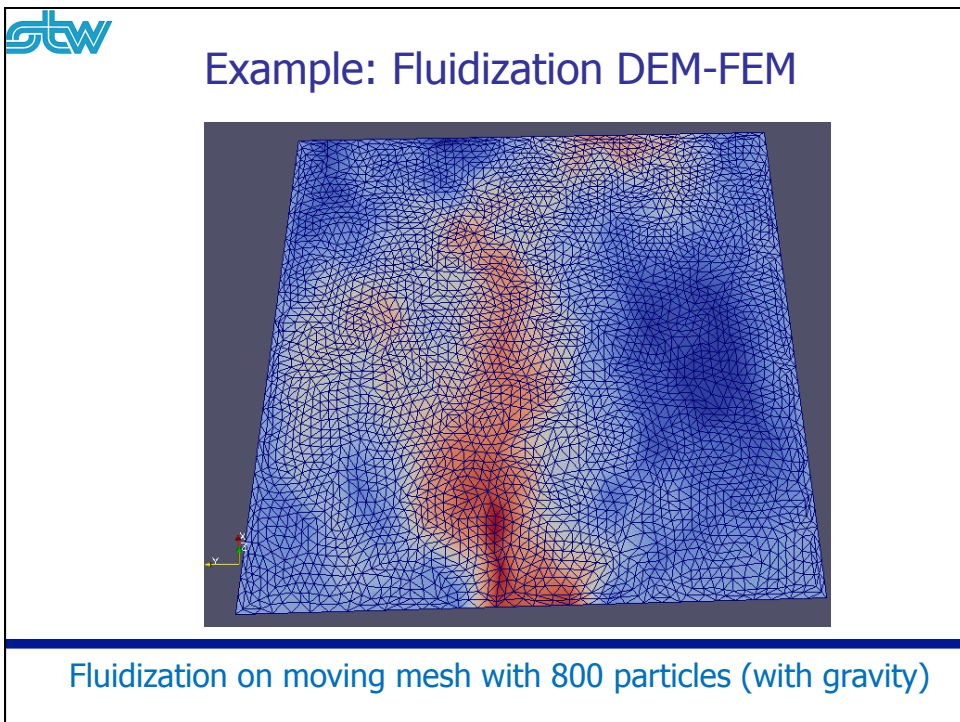 stw
Example: Fluidization DEM-FEM
X
Z
Y
Fluidization on moving mesh with 800 particles (with gravity)